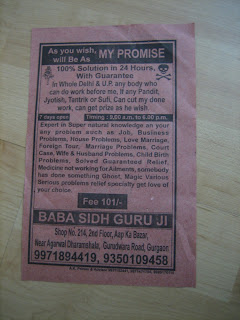 As you wish,
will Be As
MY PROMISE
100% Solution in 24 Hours,
With Guarantee
In Whole Delhi & U.P. any body who
can do work before me, If any Pandit,
Jyotish, Tantrik or Sufi, Can cut my done
work, can get prize as he wish
7 days open Timing : 9.00 a.m. to 8.00 p.m.
Expert in Super natural knowledge on your
any problem such as Job, Business
Problems, House Problems, Love Marriage,
Foreign Tour, Marriage Problems, Court
Case, Wife & Husband Problems, Child Birth
Problems, Solved Guaranteed Relief,
Medicine not working for Ailments, somebody
has done something Ghost, Magic Various
Serious problems relief specialty get love of
your choice.
Fee 101/-
BABA SIDH GURU JI
Shop No. 214, 2nd Floor, Aap Ka Bazar,
Near Agarwal Dharamshala, Gurudwara Road, Gurgaon
9971894419, 9350109458